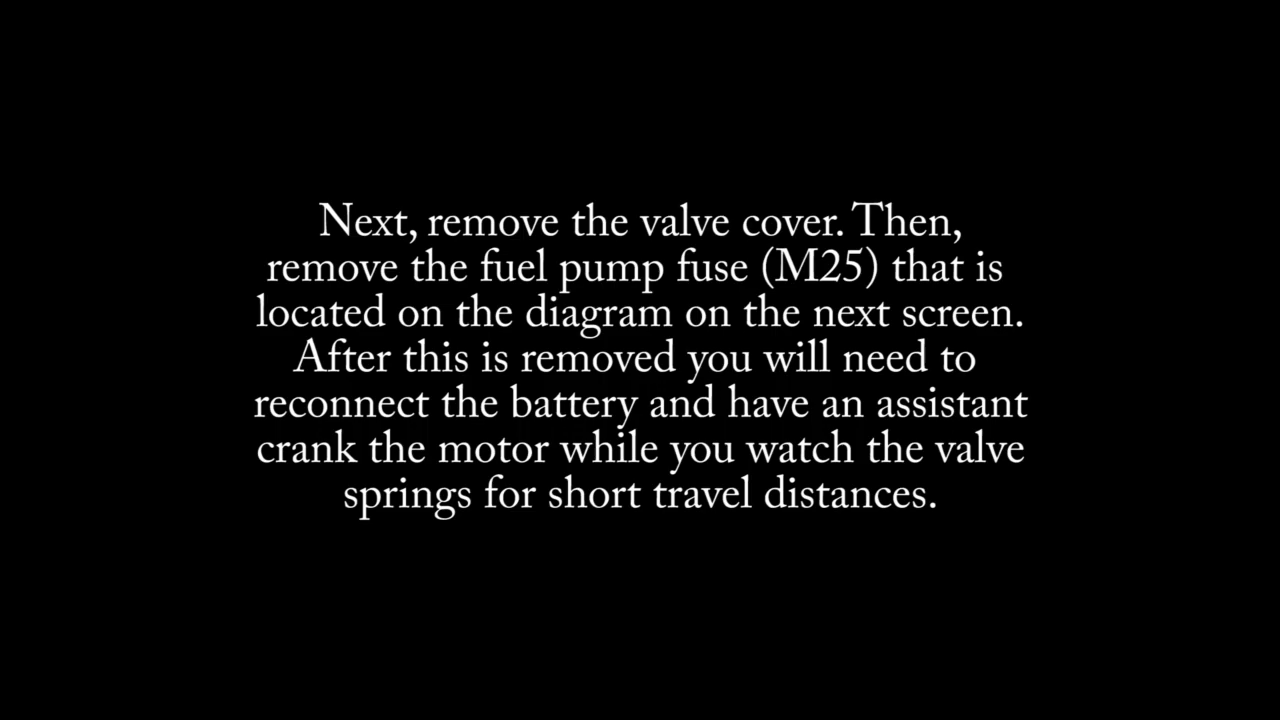 Next, remove the valve cover. Then,
remove the fuel pump fuse (M25) that is
located on the diagram on the next screen.
After this is removed you will need to
reconnect the battery and have an assistant
crank the motor while you watch the valve
springs for short travel distances.